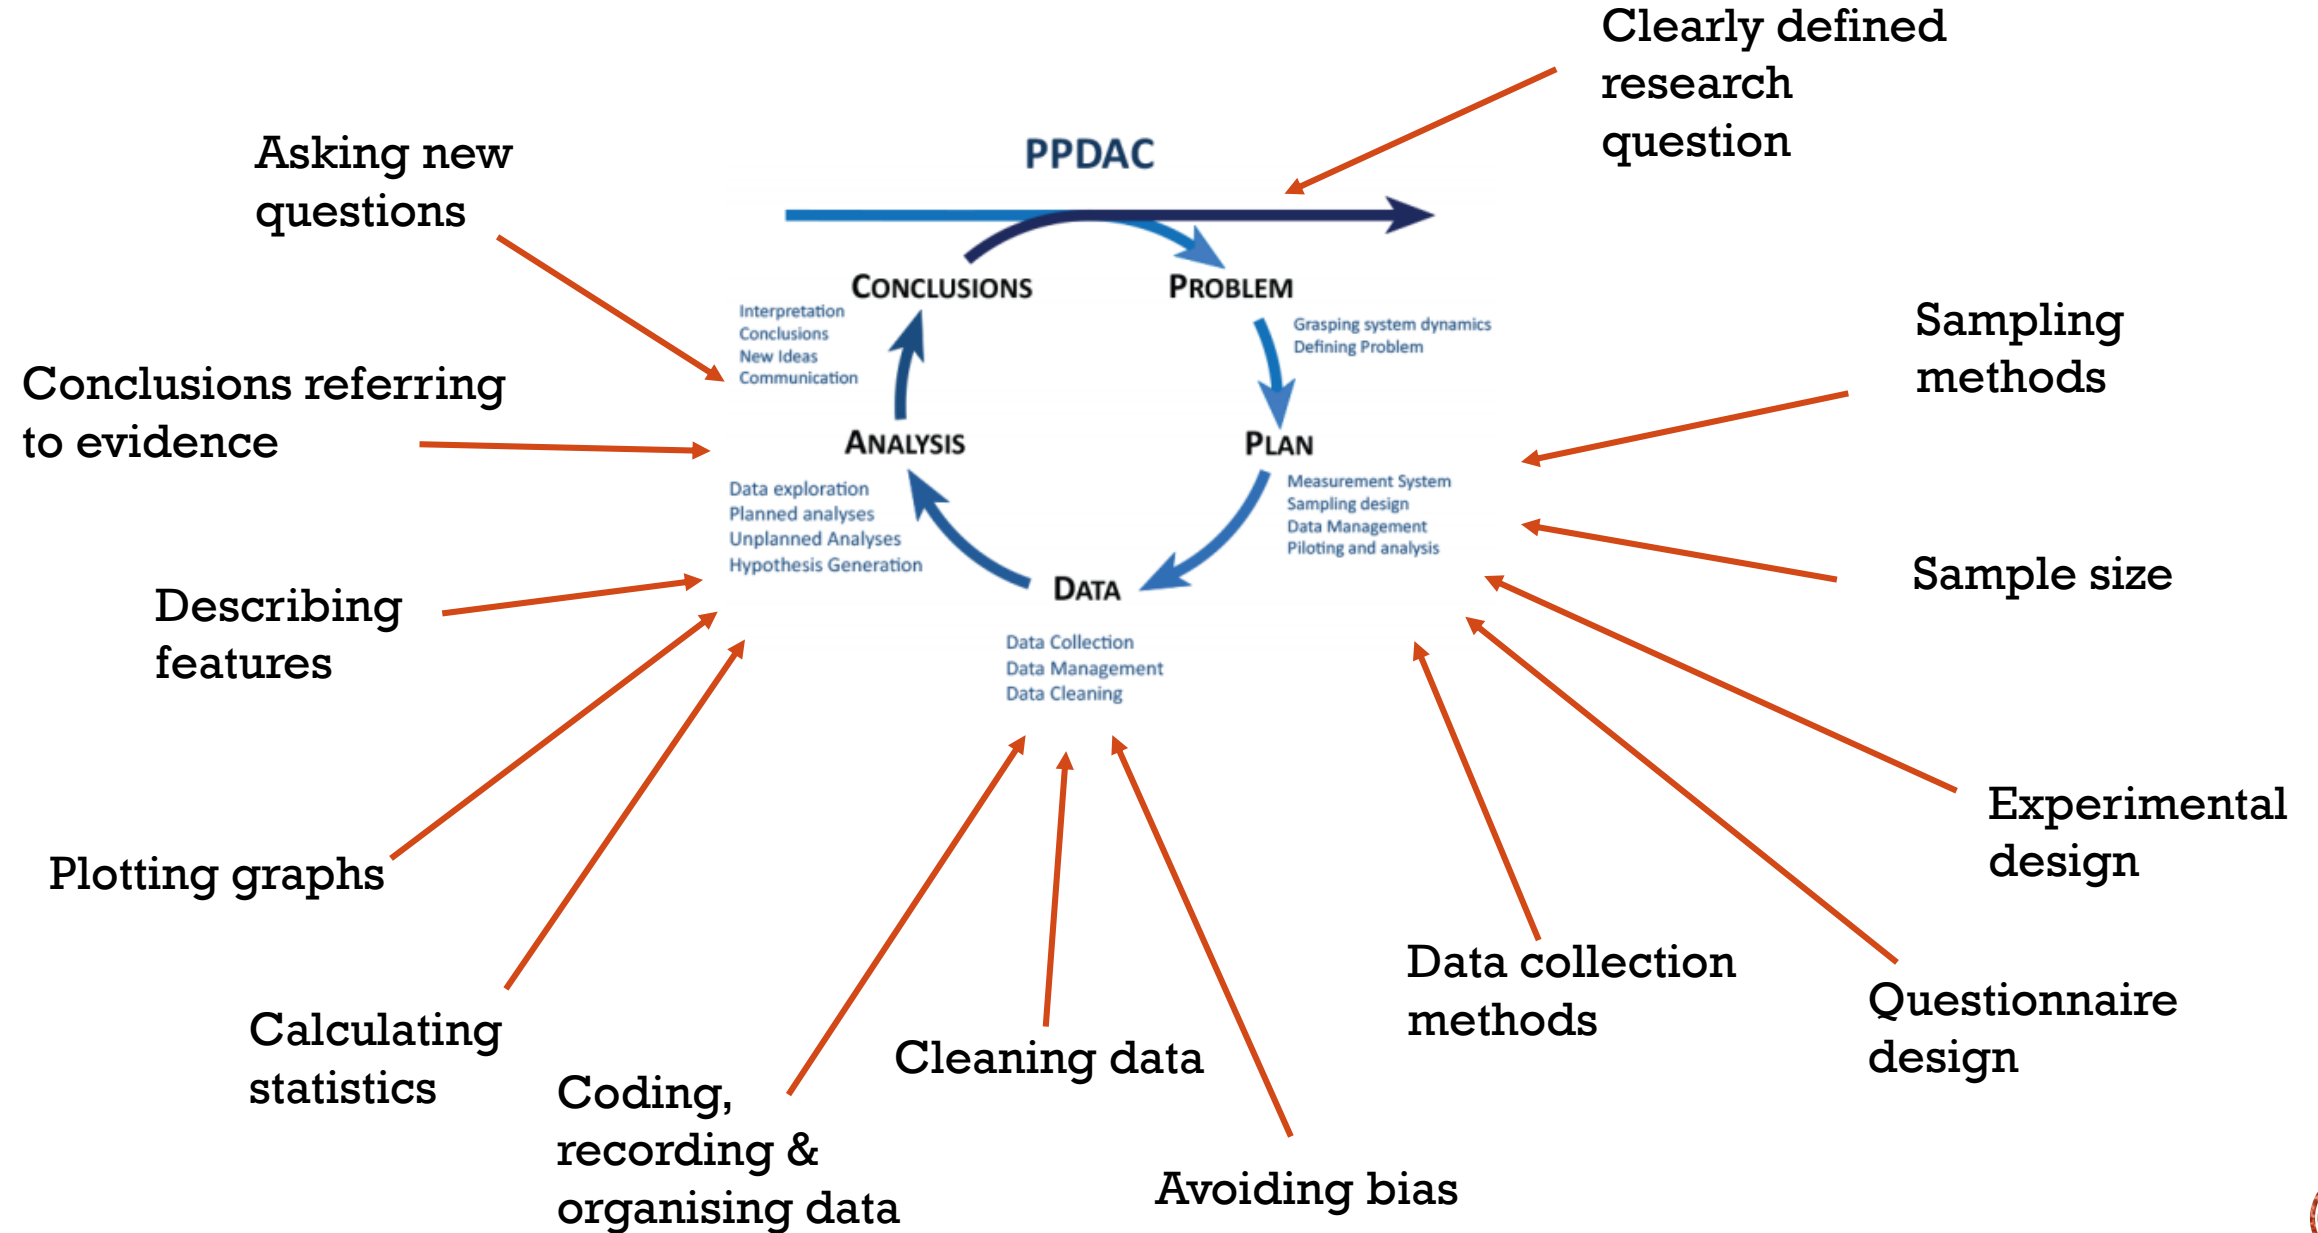 Clearly defined
research
question
Asking new
questions
PPDAC
CONCLUSIONS
Interpretation
Conclusions
New Ideas
Communication
PROBLEM
Grasping system dynamics
Defining Problem
Sampling
methods
Conclusions referring
to evidence
ANALYSIS
Data exploration
Planned analyses
Unplanned Analyses
Hypothesis Generation
PLAN
Measurement System
Sampling design
Data Management
Piloting and analysis
Sample size
Describing
features
DATA
Data Collection
Data Management
Data Cleaning
Experimental
design
Plotting graphs
Data collection
methods
Questionnaire
design
Calculating
statistics
Cleaning data
Coding,
recording &
organising data
Avoiding bias